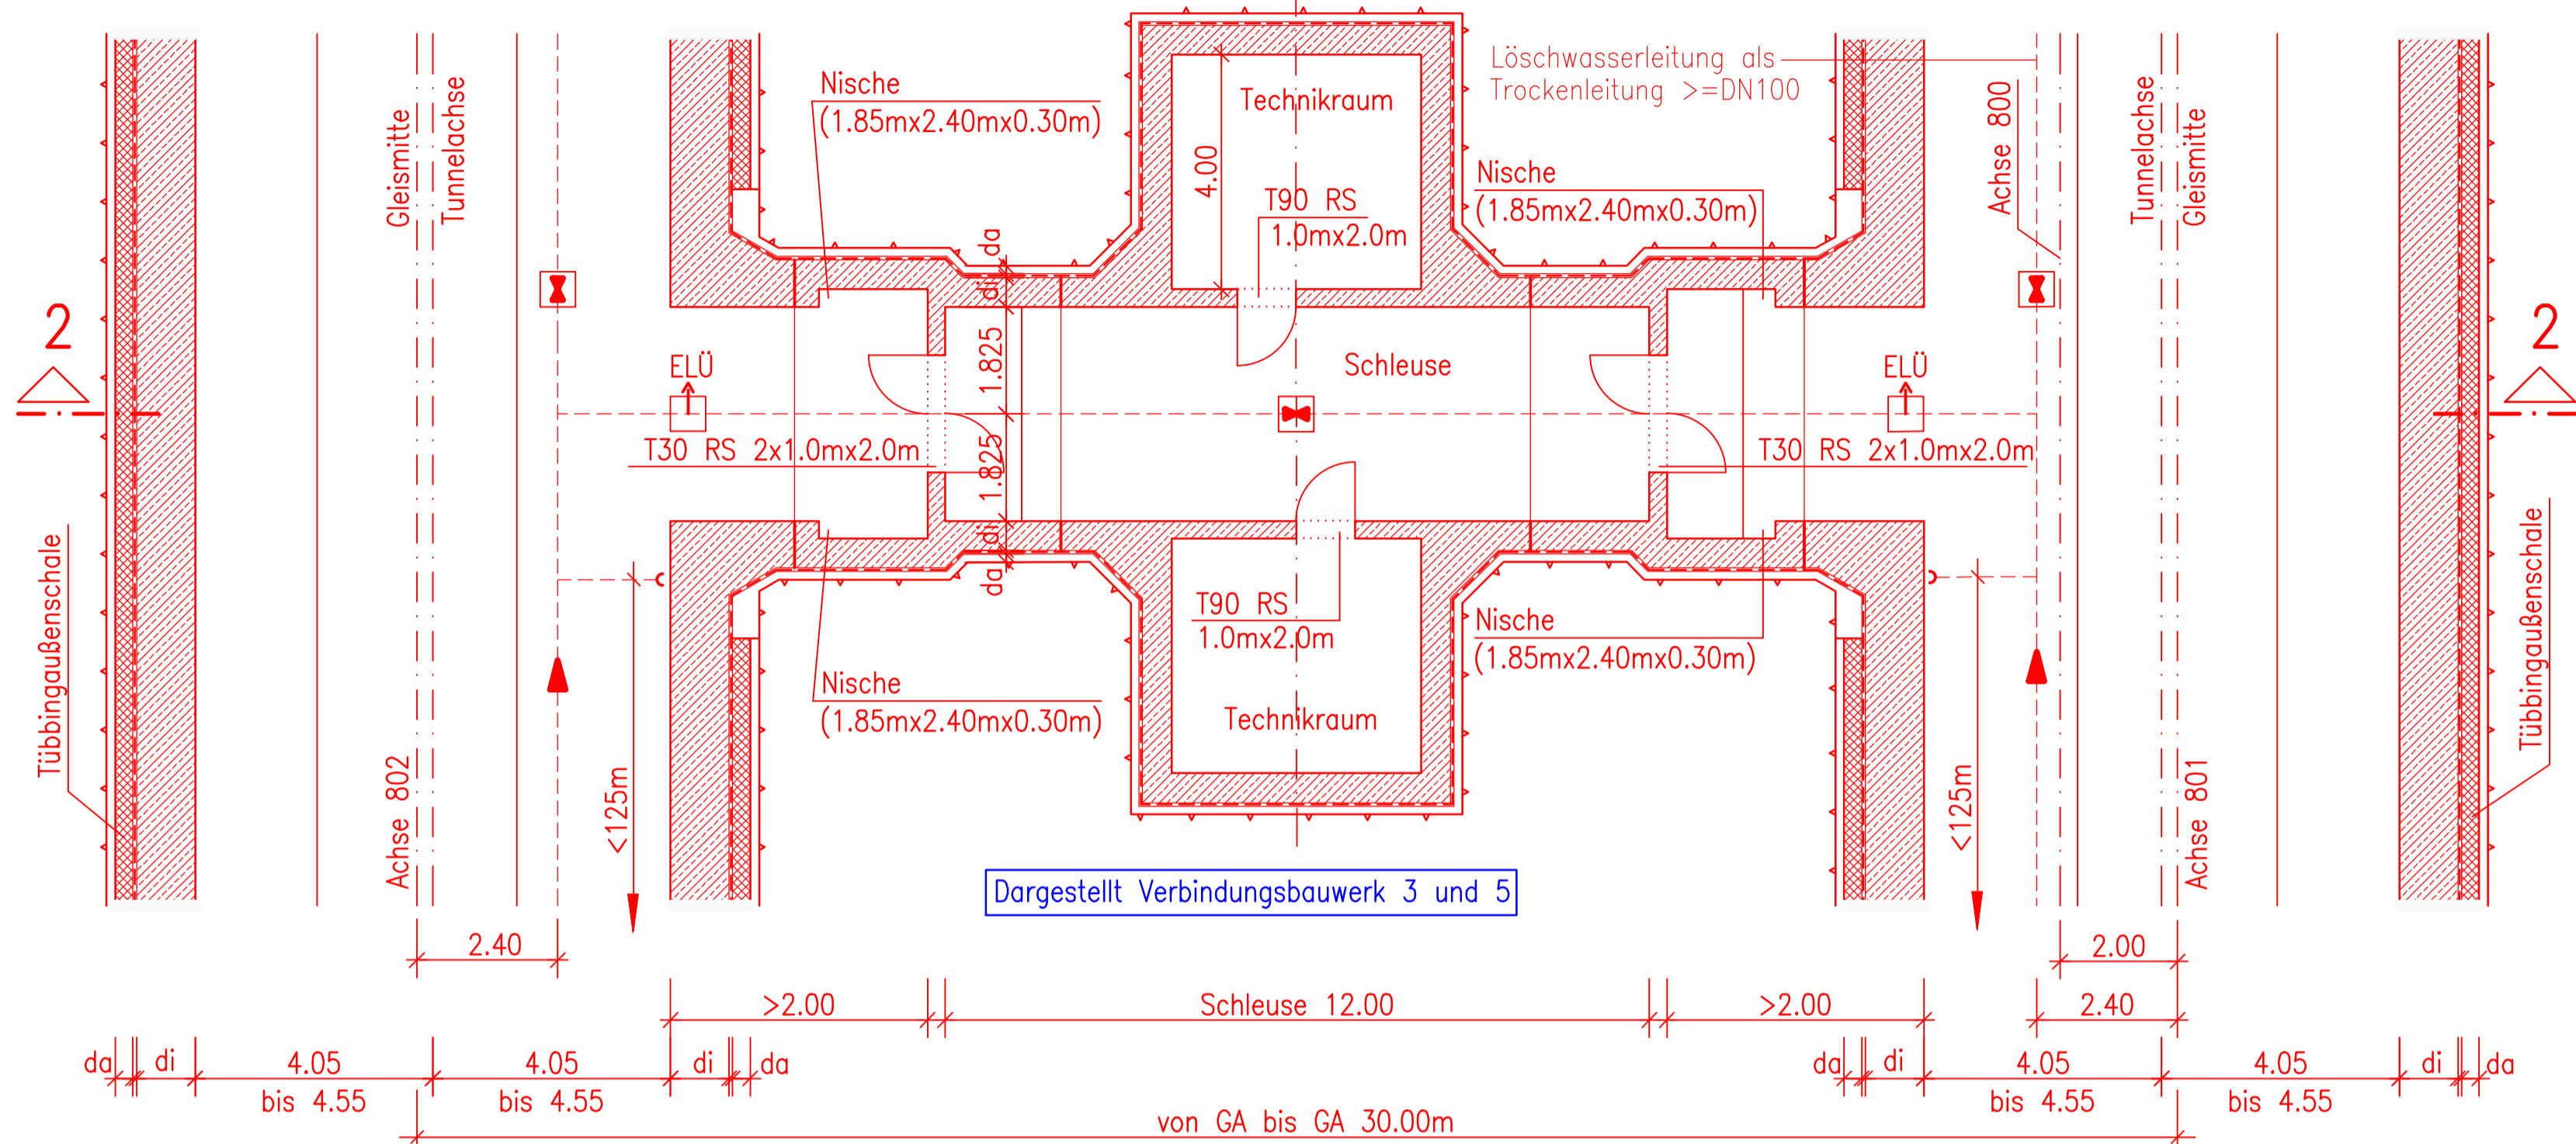 Löschwasserleitung als
Trockenleitung >=DN100
Gleismitte
Tunnelachse
Nische
(1.85mx2.40mx0.30m)
Technikraum
4.00
T90 RS
1.0mx2.0m
Nische
(1.85mx2.40mx0.30m)
Achse 800
Tunnelachse
Gleismitte
da
di
2
2
ELÜ
1.825
Schleuse
ELÜ
T30 RS 2x1.0mx2.0m
1.825
T30 RS 2x1.0mx2.0m
di
da
Tübbingaußenschale
T90 RS
1.0mx2.0m
Nische
(1.85mx2.40mx0.30m)
Nische
(1.85mx2.40mx0.30m)
Technikraum
Tübbingaußenschale
Achse 802
<125m
<125m
Achse 801
Dargestellt Verbindungsbauwerk 3 und 5
2.40
2.00
>2.00
Schleuse 12.00
>2.00
2.40
da
di
4.05
bis 4.55
4.05
bis 4.55
di
da
da
di
4.05
bis 4.55
4.05
bis 4.55
di
da
von GA bis GA 30.00m